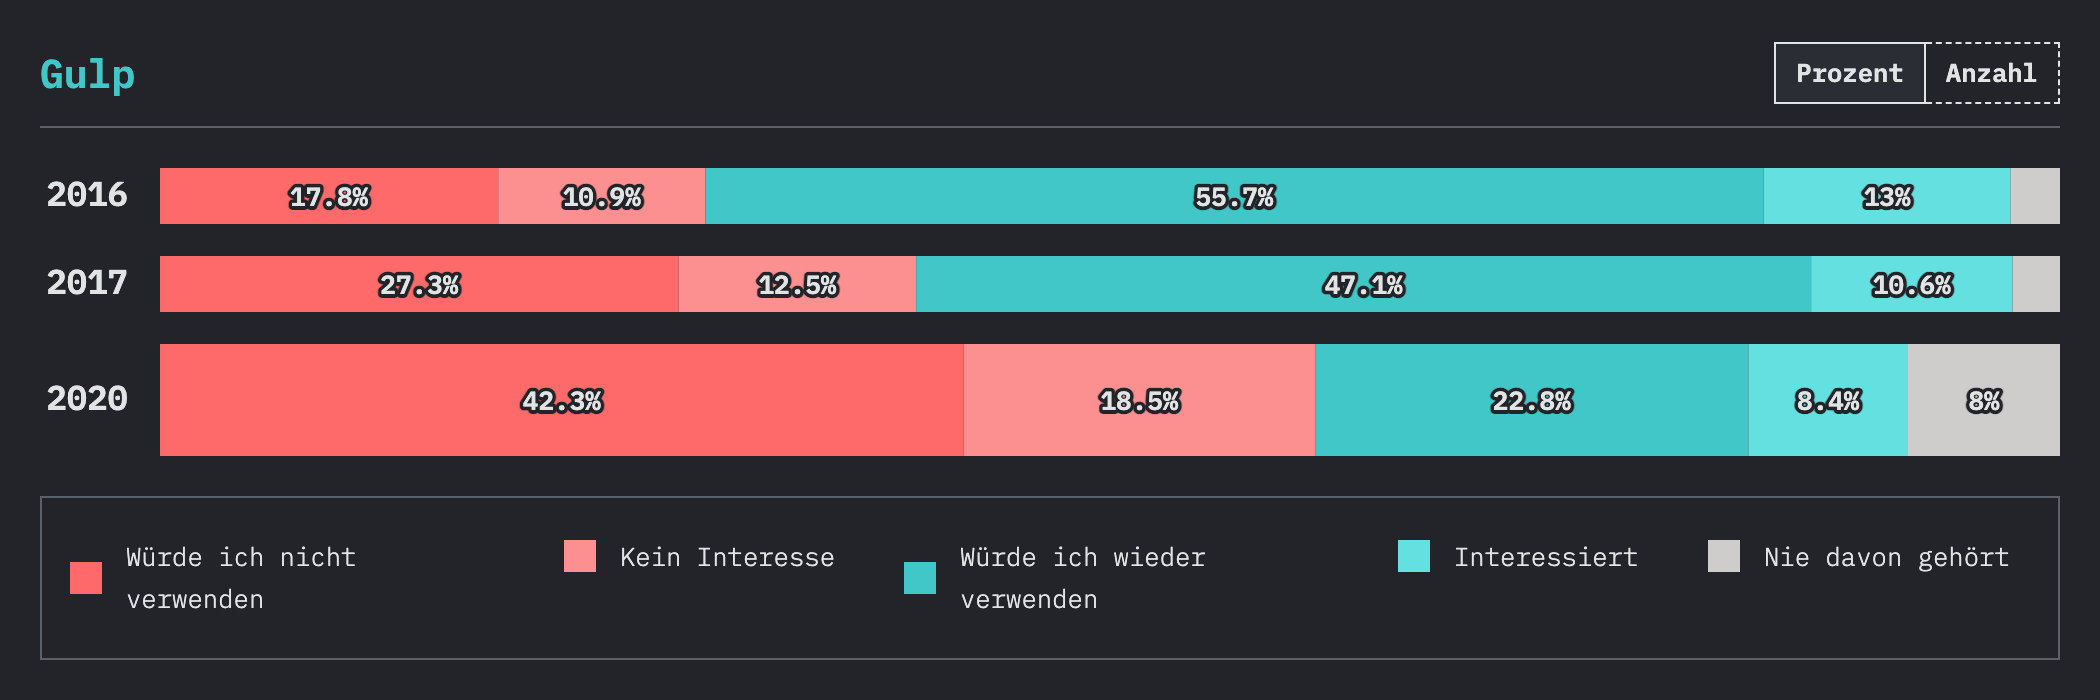 Gulp
Prozent Anzahl
2016 17.8% 10.9% 55.7% 13%
2017 27.3% 12.5% 47.1% 10.6%
2020 42.3% 18.5% 22.8% 8.4% 8%
Würde ich nicht
verwenden
Kein Interesse
Würde ich wieder
verwenden
Interessiert
Nie davon gehört